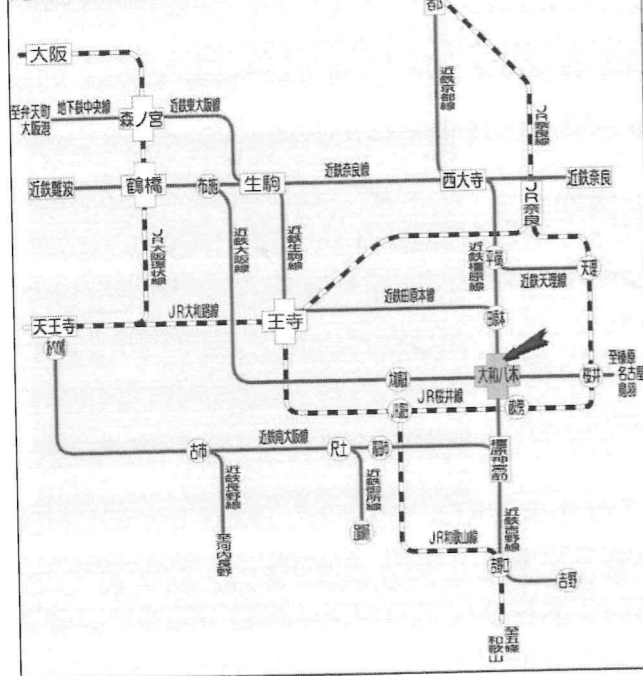 都
大阪
至弁天町
大阪港
地下鉄中央線
森ノ宮
近鉄東大阪線
近鉄京都線
JR奈良線
近鉄難波
鶴橋
布施
生駒
近鉄奈良線
西大寺
近鉄奈良
JR奈良
JR大阪環状線
近鉄大阪線
近鉄生駒線
近鉄橿原線
平端
近鉄天理線
天理
天王寺
JR大和路線
王寺
近鉄田原本線
田原本
大和八木
桜井
至榛原
名古屋
鳥羽
JR桜井線
畝傍
古市
近鉄南大阪線
尺土
橿原神宮前
近鉄長野線
至河内長野
近鉄御所線
JR和歌山線
近鉄吉野線
吉野
至五條
和歌山